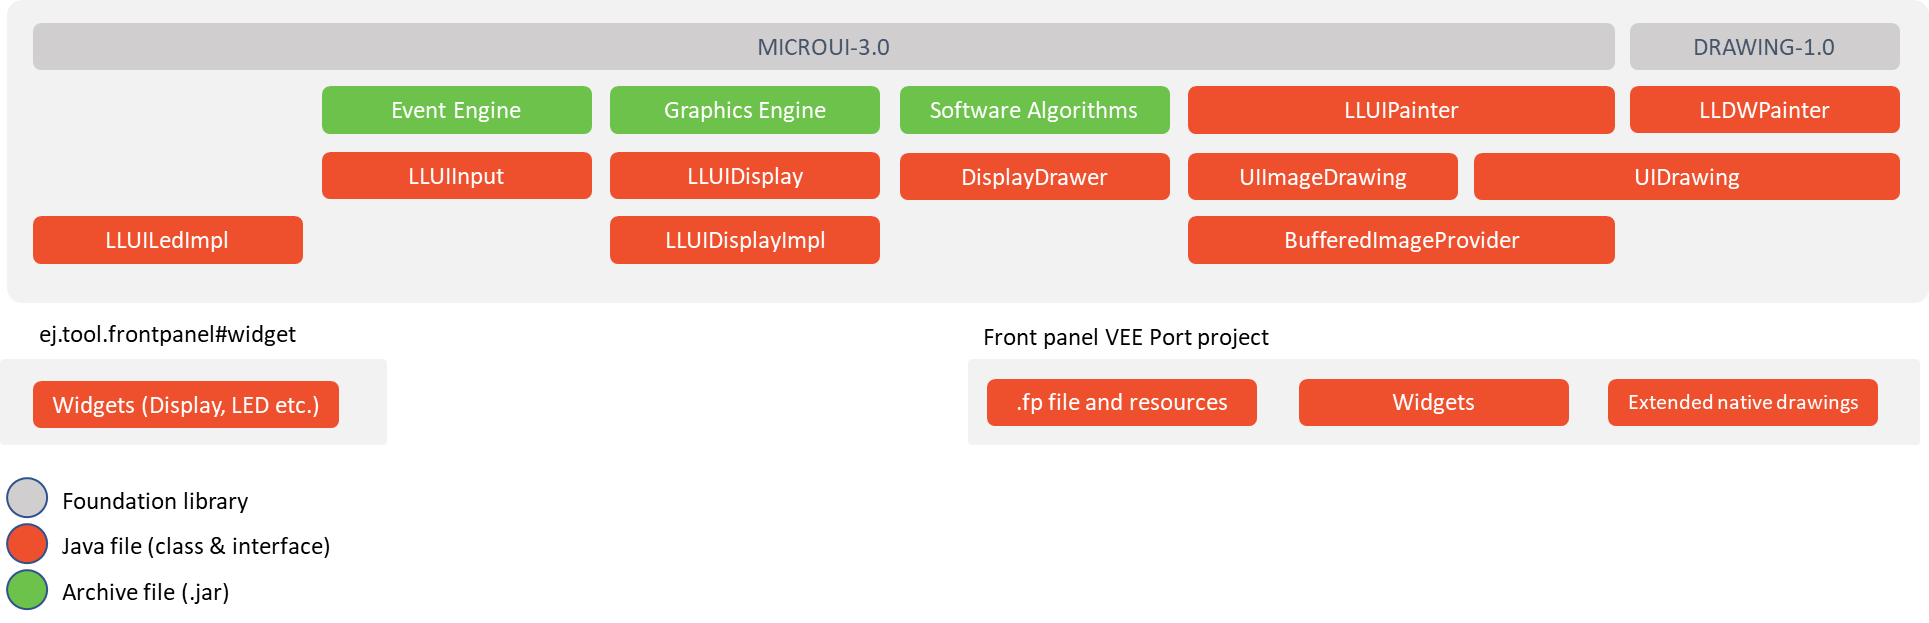 MICROUI-3.0
DRAWING-1.0
Event Engine
Graphics Engine
Software Algorithms
LLUIPainter
LLDWPainter
LLUIInput
LLUIDisplay
DisplayDrawer
UIImageDrawing
UIDrawing
LLUILedImpl
LLUIDisplayImpl
BufferedImageProvider
ej.tool.frontpanel#widget
Front panel VEE Port project
Widgets (Display, LED etc.)
.fp file and resources
Widgets
Extended native drawings
Foundation library
Java file (class & interface)
Archive file (.jar)